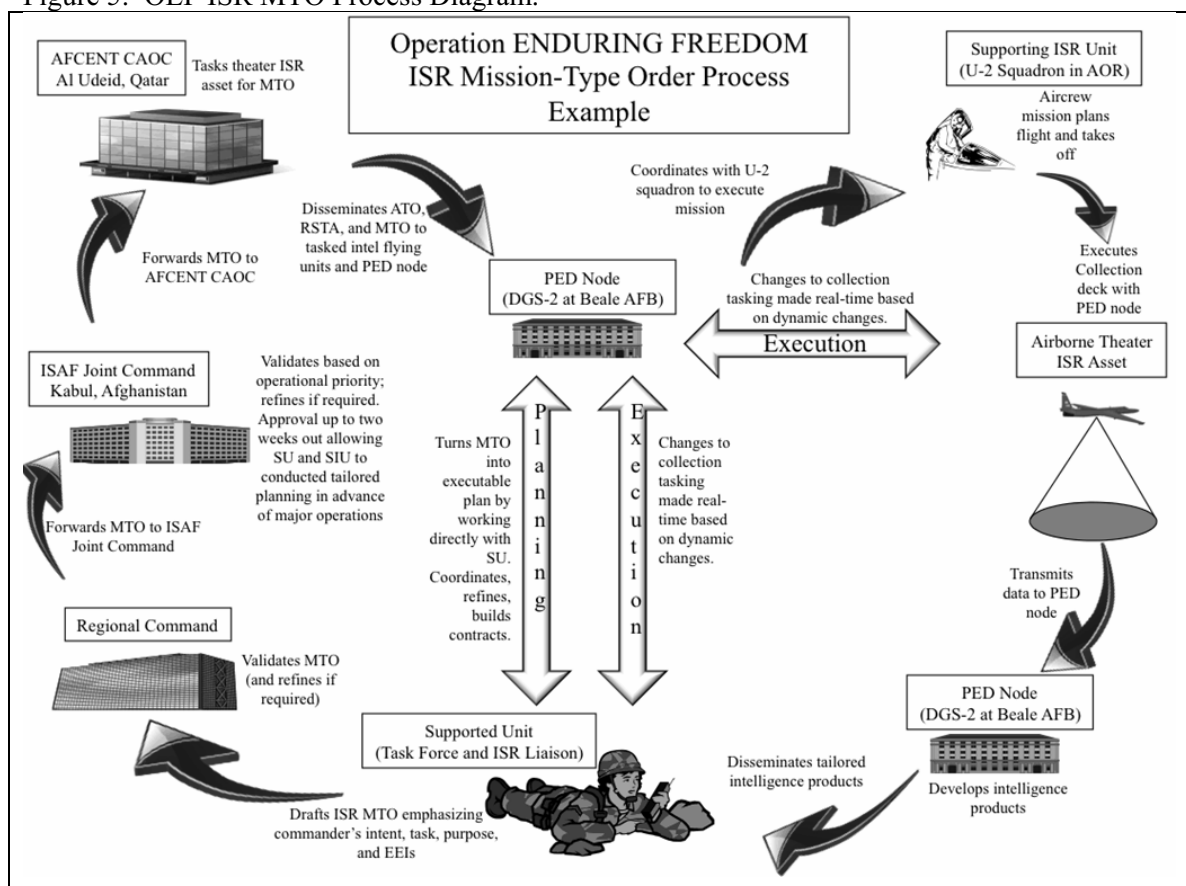 Figure 5.  OEF ISR MTO Process Diagram.
Operation ENDURING FREEDOM
ISR Mission-Type Order Process
Example
AFCENT CAOC
Al Udeid, Qatar
Tasks theater ISR
asset for MTO
Supporting ISR Unit
(U-2 Squadron in AOR)
Aircrew
mission plans
flight and takes
off
Coordinates with U-2
squadron to execute
mission
Disseminates ATO,
RSTA, and MTO to
tasked intel flying
units and PED node
Forwards MTO to
AFCENT CAOC
PED Node
(DGS-2 at Beale AFB)
Changes to collection
tasking made real-time based
on dynamic changes.
Execution
Executes
Collection
deck with
PED node
Airborne Theater
ISR Asset
ISAF Joint Command
Kabul, Afghanistan
Validates based on
operational priority;
refines if required.
Approval up to two
weeks out allowing
SU and SIU to
conducted tailored
planning in advance
of major operations
Turns MTO
into
executable
plan by
working
directly with
SU.
Coordinates,
refines,
builds
contracts.
Planning
Execution
Changes to
collection
tasking
made real-
time based
on dynamic
changes.
Forwards MTO to ISAF
Joint Command
Transmits
data to PED
node
Regional Command
Validates MTO
(and refines if
required)
Supported Unit
(Task Force and ISR Liaison)
PED Node
(DGS-2 at Beale AFB)
Disseminates tailored
intelligence products
Develops intelligence
products
Drafts ISR MTO emphasizing
commander's intent, task, purpose,
and EEIs